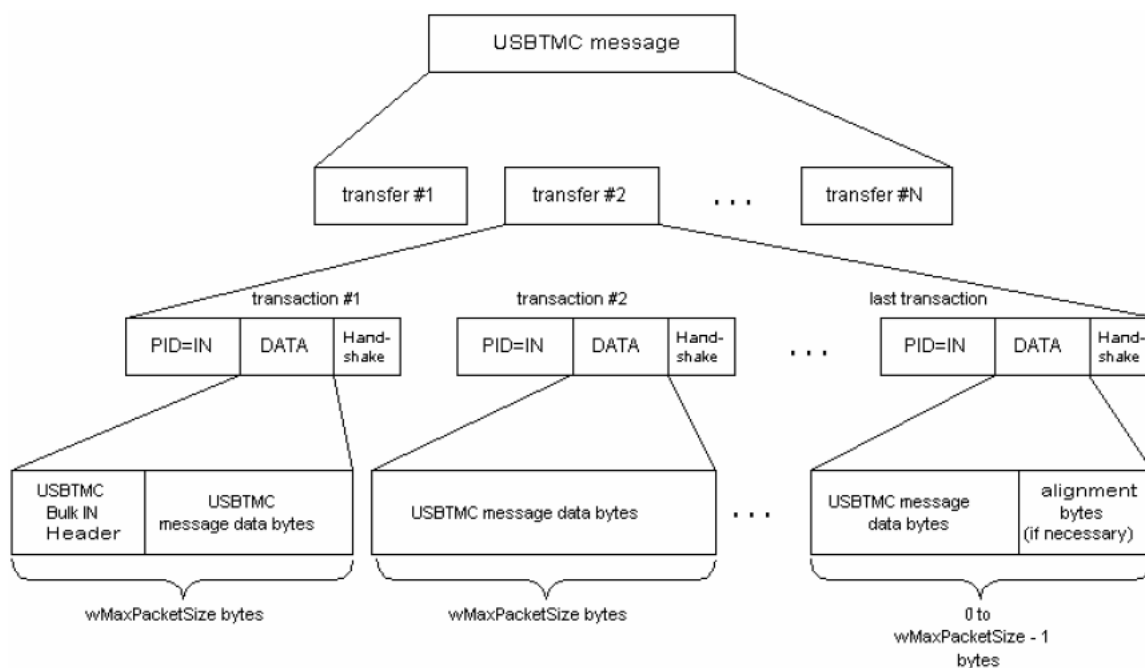 USBTMC message
transfer #1
transfer #2
. . .
transfer #N
transaction #1
transaction #2
last transaction
PID=IN
DATA
Hand-
shake
PID=IN
DATA
Hand-
shake
. . .
PID=IN
DATA
Hand-
shake
USBTMC
Bulk IN
Header
USBTMC
message data bytes
USBTMC message data bytes
. . .
USBTMC message
data bytes
alignment
bytes
(if necessary)
wMaxPacketSize bytes
wMaxPacketSize bytes
0 to
wMaxPacketSize - 1
bytes